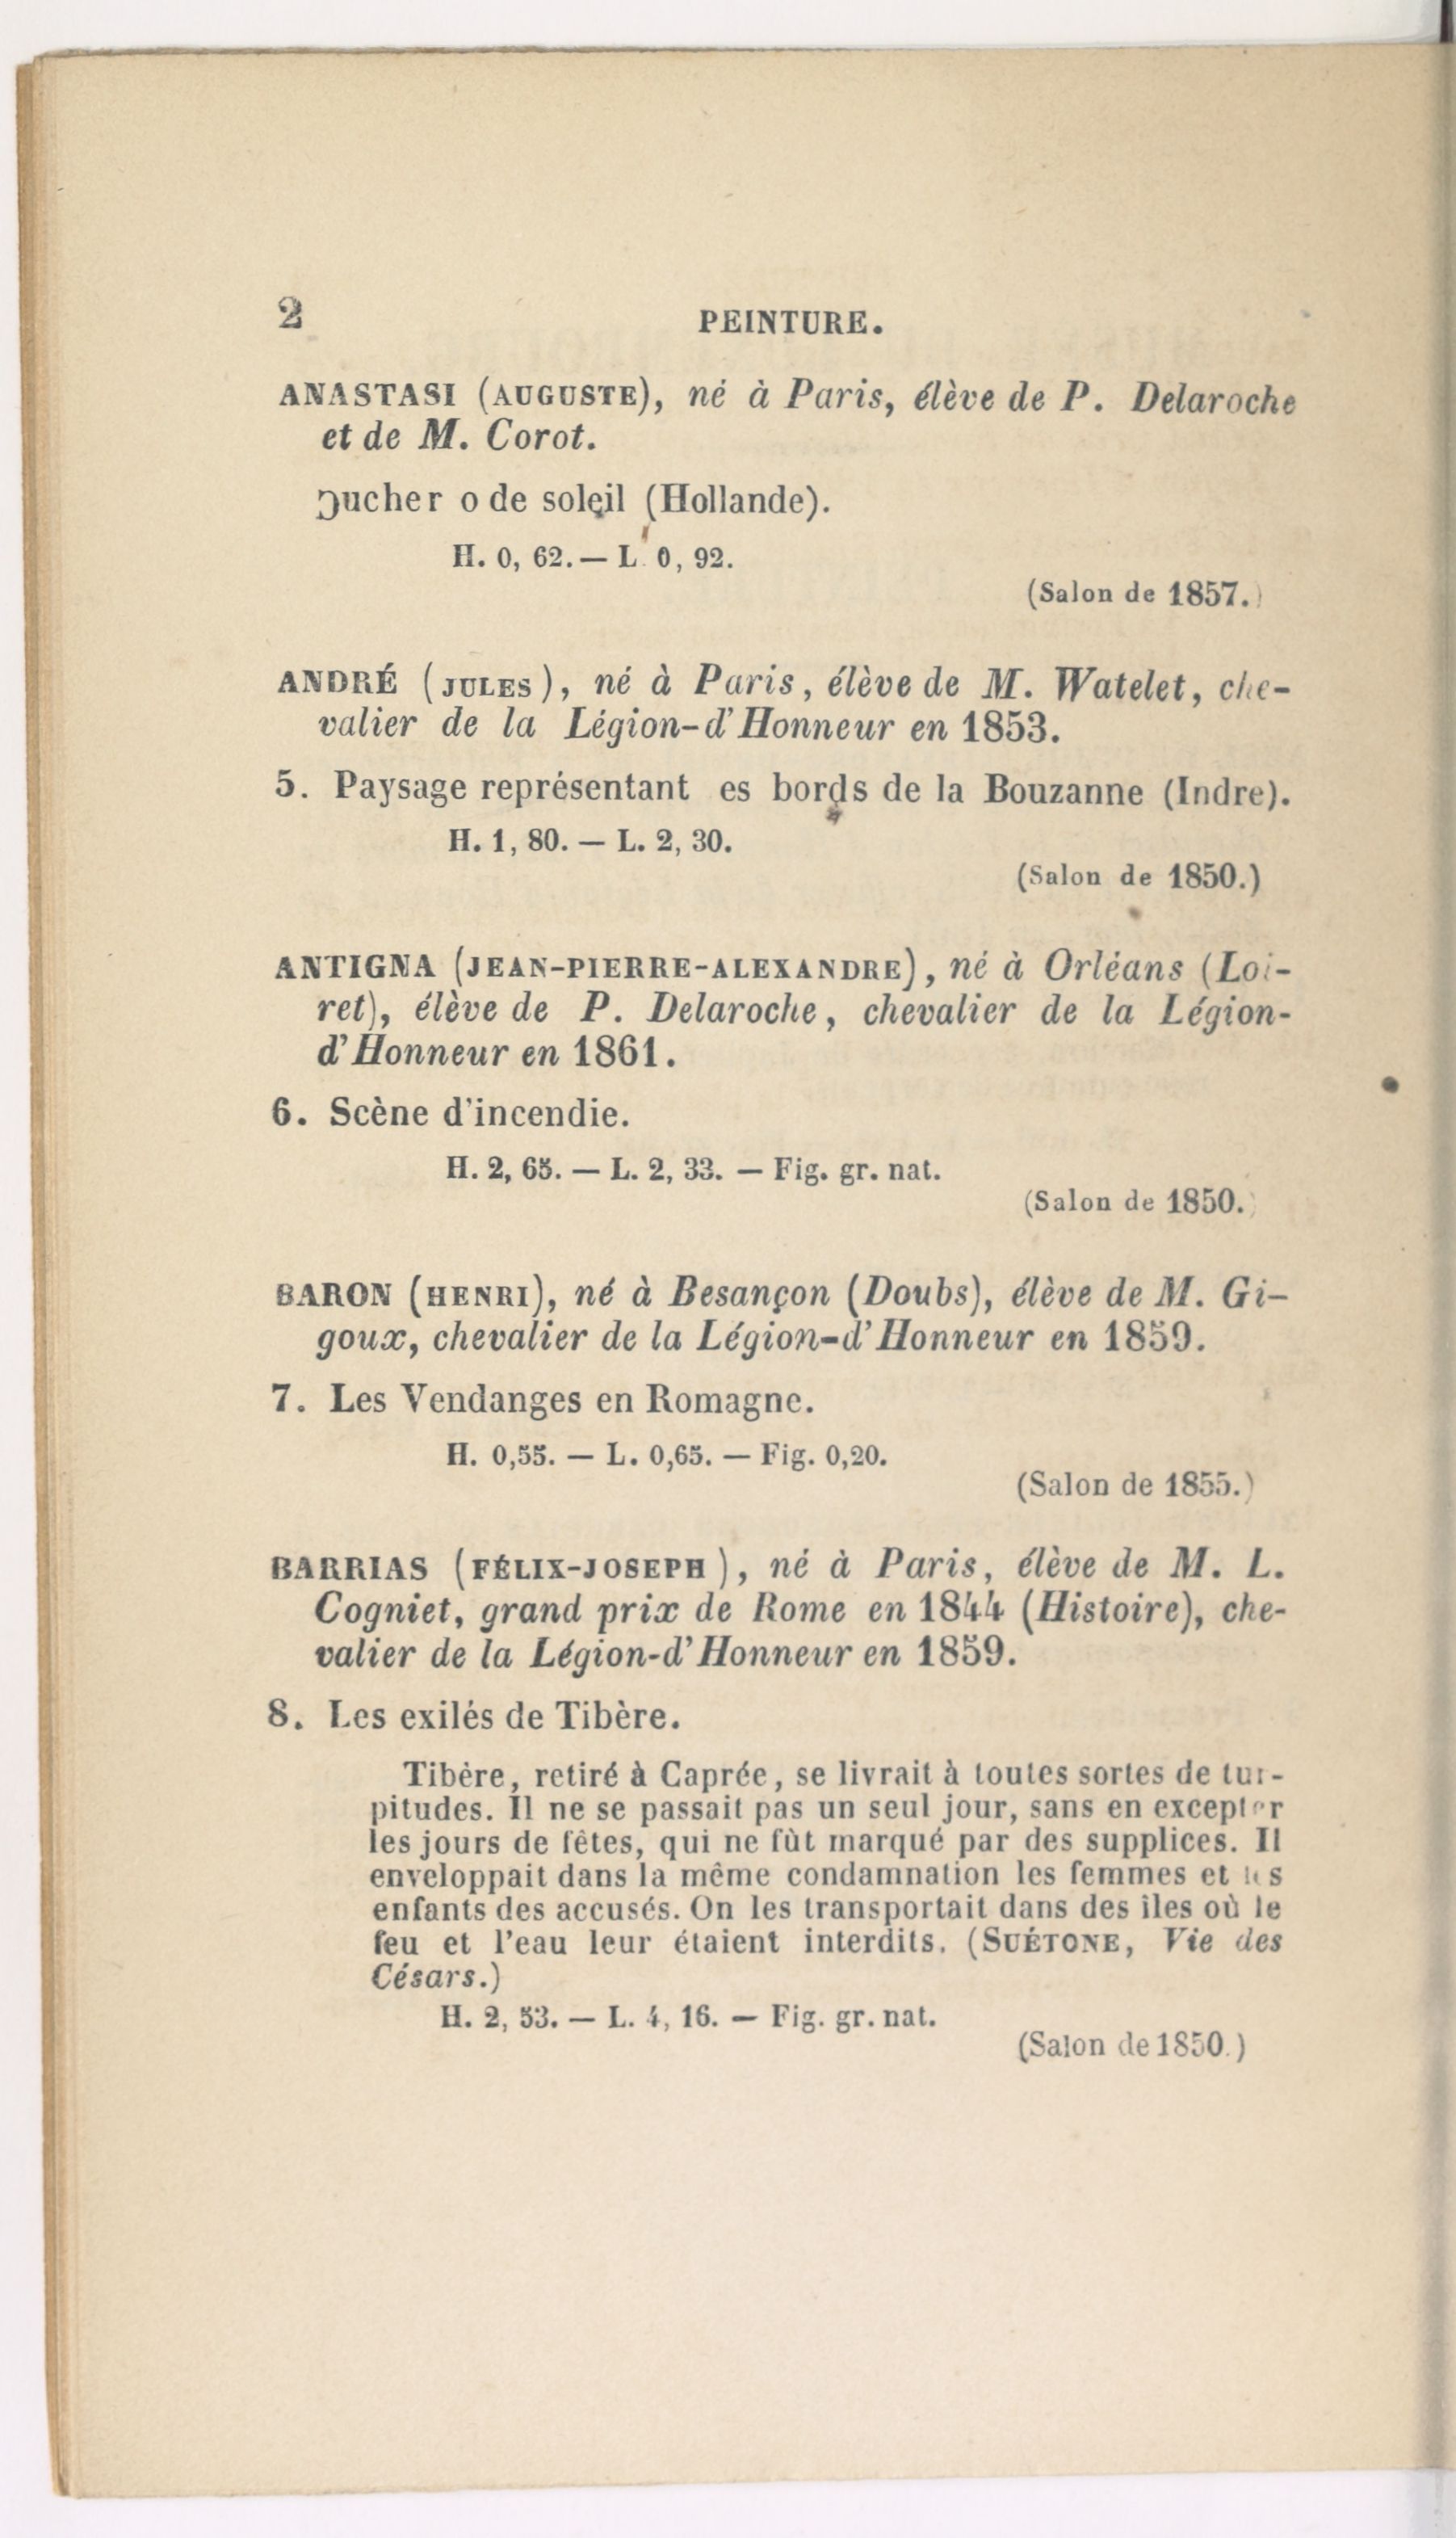 2 PEINTURE.
ANASTASI (AUGUSTE), né à Paris, élève de P. Delaroche
et de M. Corot.
ucher o de soleil (Hollande).
H. 0, 62. — L. 0, 92.
(Salon de 1857.)
ANDRÉ (JULES), né à Paris, élève de M. Watelet, che-
valier de la Légion-d'Honneur en 1853.
5. Paysage représentant es bords de la Bouzanne (Indre).
H. 1, 80. — L. 2, 30.
(Salon de 1850.)
ANTIGNA (JEAN-PIERRE-ALEXANDRE), né à Orléans (Loi-
ret), élève de P. Delaroche, chevalier de la Légion-
d'Honneur en 1861.
6. Scène d'incendie.
H. 2, 65. — L. 2, 33. — Fig. gr. nat.
(Salon de 1850.)
BARON (HENRI), né à Besançon (Doubs), élève de M. Gi-
goux, chevalier de la Légion-d'Honneur en 1859.
7. Les Vendanges en Romagne.
H. 0,55. — L. 0,65. — Fig. 0,20.
(Salon de 1855.)
BARRIAS (FÉLIX-JOSEPH), né à Paris, élève de M. L.
Cogniet, grand prix de Rome en 1844 (Histoire), che-
valier de la Légion-d'Honneur en 1859.
8. Les exilés de Tibère.
Tibère, retiré à Caprée, se livrait à toutes sortes de tur-
pitudes. Il ne se passait pas un seul jour, sans en excepter
les jours de fêtes, qui ne fût marqué par des supplices. Il
enveloppait dans la même condamnation les femmes et les
enfants des accusés. On les transportait dans des îles où le
feu et l'eau leur étaient interdits. (SUÉTONE, Vie des
Césars.)
H. 2, 53. — L. 4, 16. — Fig. gr. nat.
(Salon de 1850.)